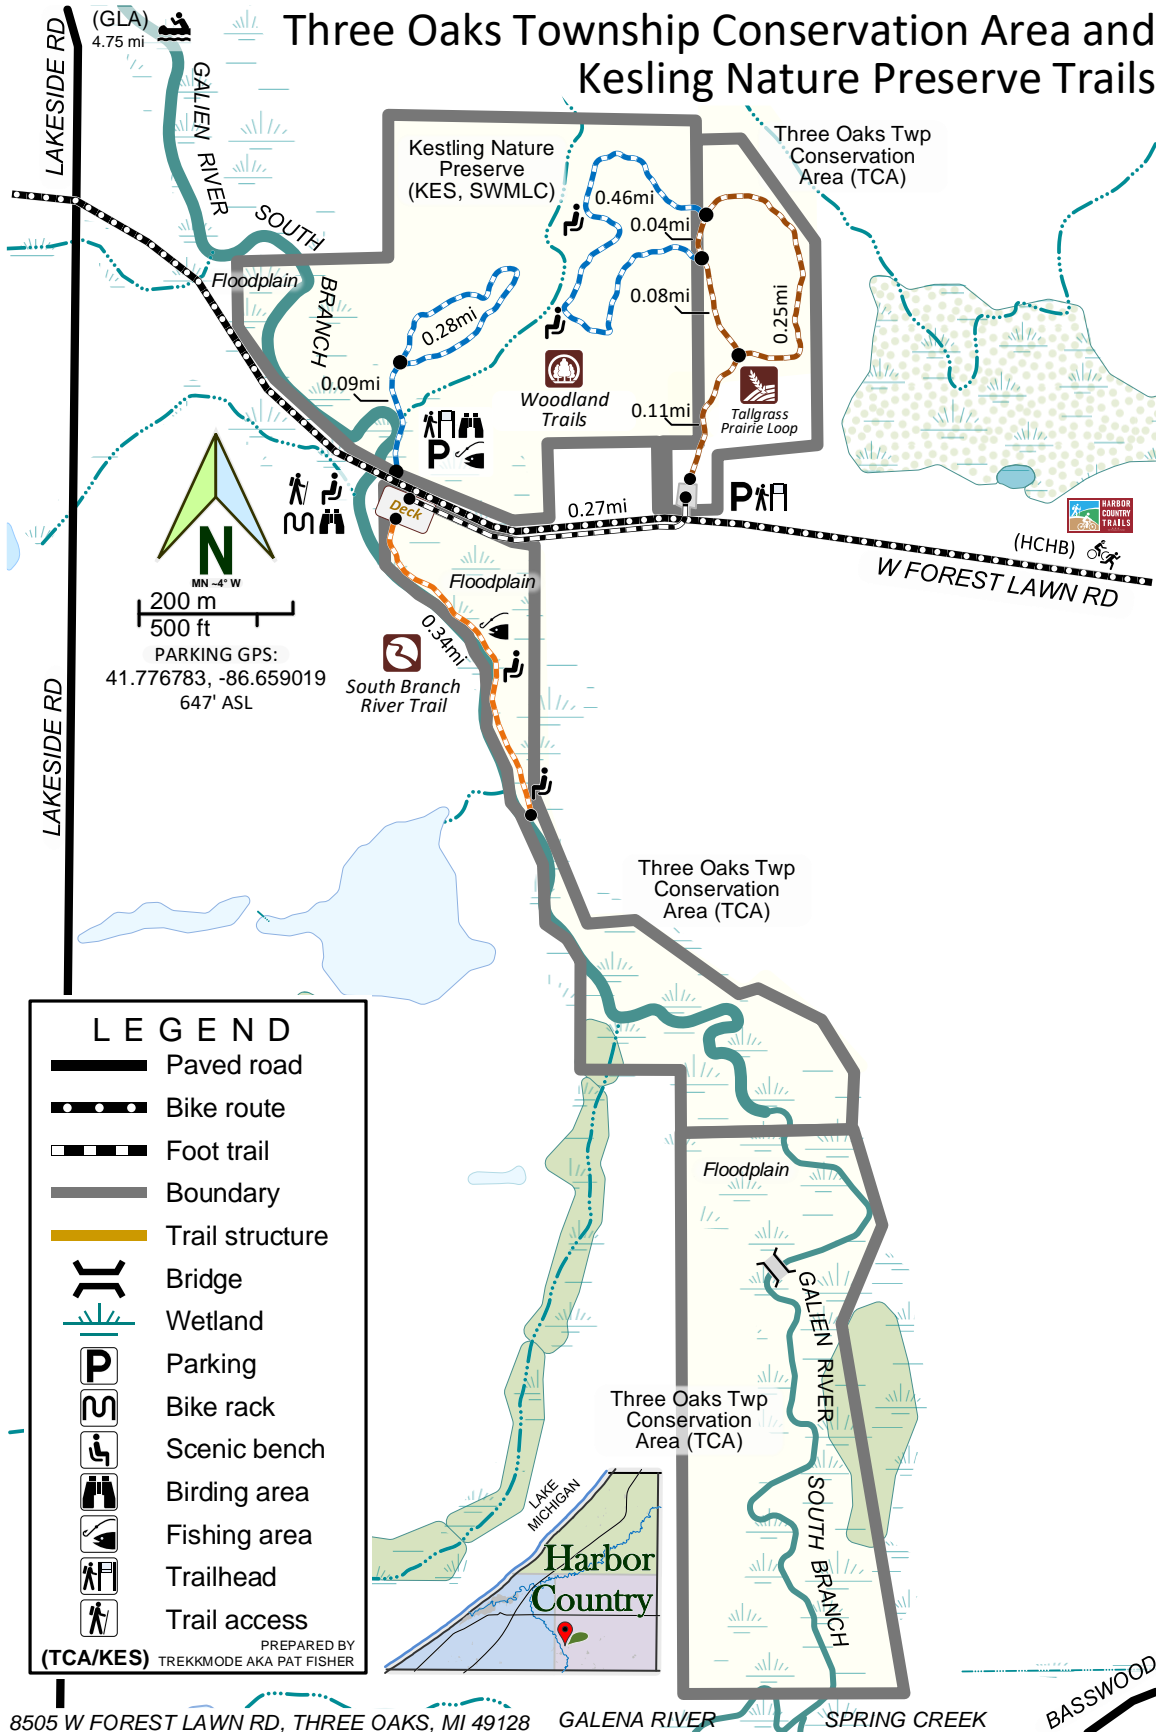 Three Oaks Township Conservation Area and
Kesling Nature Preserve Trails
(GLA)
4.75 mi
LAKESIDE RD
GALIEN RIVER
SOUTH
BRANCH
Floodplain
Kestling Nature
Preserve
(KES, SWMLC)
Three Oaks Twp
Conservation
Area (TCA)
0.46mi
0.04mi
0.08mi
0.25mi
0.28mi
0.09mi
0.11mi
Woodland
Trails
Tallgrass
Prairie Loop
P
P
Deck
0.27mi
HARBOR
COUNTRY
TRAILS
(HCHB)
W FOREST LAWN RD
N
MN ~4° W
200 m
500 ft
PARKING GPS:
41.776783, -86.659019
647' ASL
Floodplain
0.34mi
South Branch
River Trail
LAKESIDE RD
Three Oaks Twp
Conservation
Area (TCA)
Floodplain
GALIEN RIVER
SOUTH BRANCH
Three Oaks Twp
Conservation
Area (TCA)
LEGEND
Paved road
Bike route
Foot trail
Boundary
Trail structure
Bridge
Wetland
P Parking
Bike rack
Scenic bench
Birding area
Fishing area
Trailhead
Trail access
(TCA/KES)
PREPARED BY
TREKKMODE AKA PAT FISHER
LAKE
MICHIGAN
Harbor
Country
8505 W FOREST LAWN RD, THREE OAKS, MI 49128
GALENA RIVER
SPRING CREEK
BASSWOOD